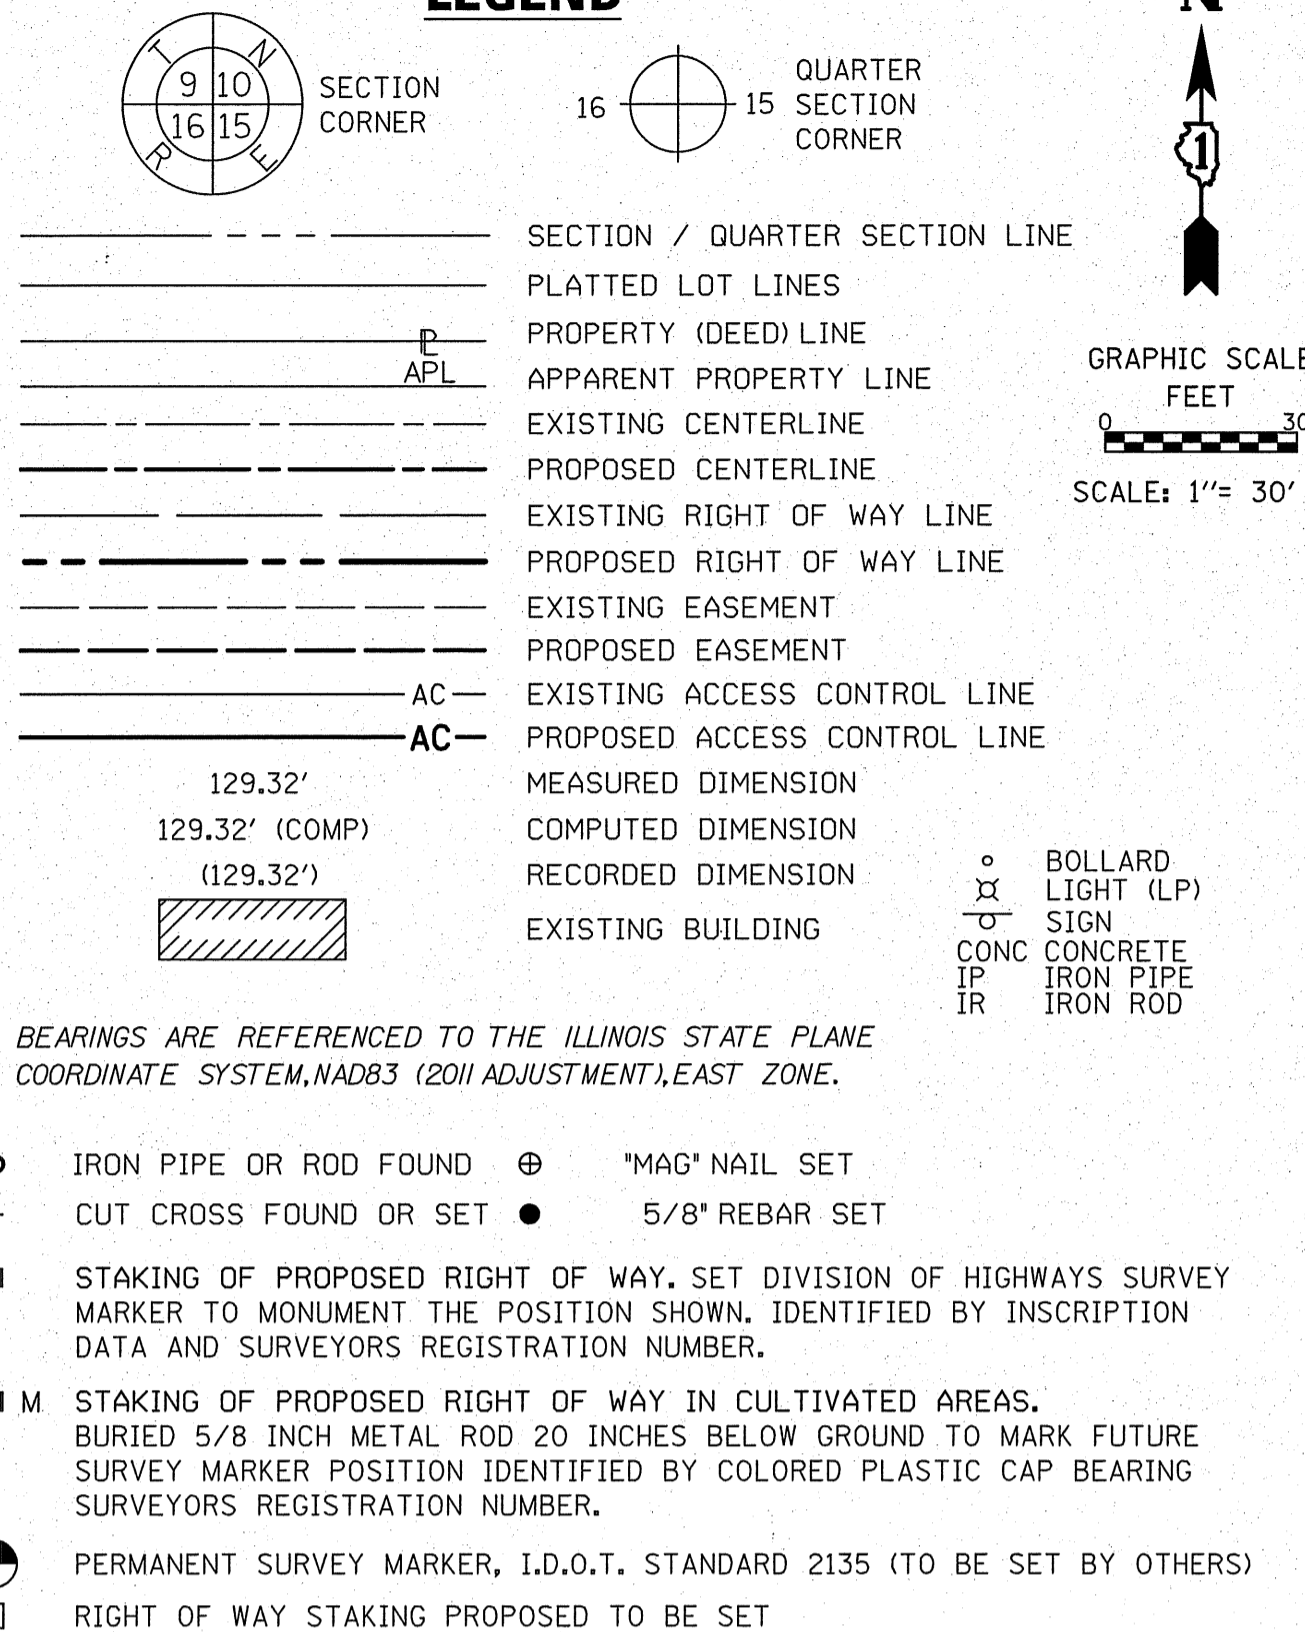 LEGEND
N
T N
9 10
16 15
R E
SECTION
CORNER
16 15
QUARTER
SECTION
CORNER
1
SECTION / QUARTER SECTION LINE
PLATTED LOT LINES
PL PROPERTY (DEED) LINE
APL APPARENT PROPERTY LINE
EXISTING CENTERLINE
PROPOSED CENTERLINE
EXISTING RIGHT OF WAY LINE
PROPOSED RIGHT OF WAY LINE
EXISTING EASEMENT
PROPOSED EASEMENT
AC EXISTING ACCESS CONTROL LINE
AC PROPOSED ACCESS CONTROL LINE
129.32' MEASURED DIMENSION
129.32' (COMP) COMPUTED DIMENSION
(129.32') RECORDED DIMENSION
EXISTING BUILDING
GRAPHIC SCALE
FEET
0 30
SCALE: 1"= 30'
BOLLARD
LIGHT (LP)
SIGN
CONC CONCRETE
IP IRON PIPE
IR IRON ROD
BEARINGS ARE REFERENCED TO THE ILLINOIS STATE PLANE
COORDINATE SYSTEM, NAD83 (2011 ADJUSTMENT), EAST ZONE.
IRON PIPE OR ROD FOUND "MAG" NAIL SET
CUT CROSS FOUND OR SET 5/8" REBAR SET
STAKING OF PROPOSED RIGHT OF WAY. SET DIVISION OF HIGHWAYS SURVEY
MARKER TO MONUMENT THE POSITION SHOWN. IDENTIFIED BY INSCRIPTION
DATA AND SURVEYORS REGISTRATION NUMBER.
M STAKING OF PROPOSED RIGHT OF WAY IN CULTIVATED AREAS.
BURIED 5/8 INCH METAL ROD 20 INCHES BELOW GROUND TO MARK FUTURE
SURVEY MARKER POSITION IDENTIFIED BY COLORED PLASTIC CAP BEARING
SURVEYORS REGISTRATION NUMBER.
PERMANENT SURVEY MARKER, I.D.O.T. STANDARD 2135 (TO BE SET BY OTHERS)
RIGHT OF WAY STAKING PROPOSED TO BE SET